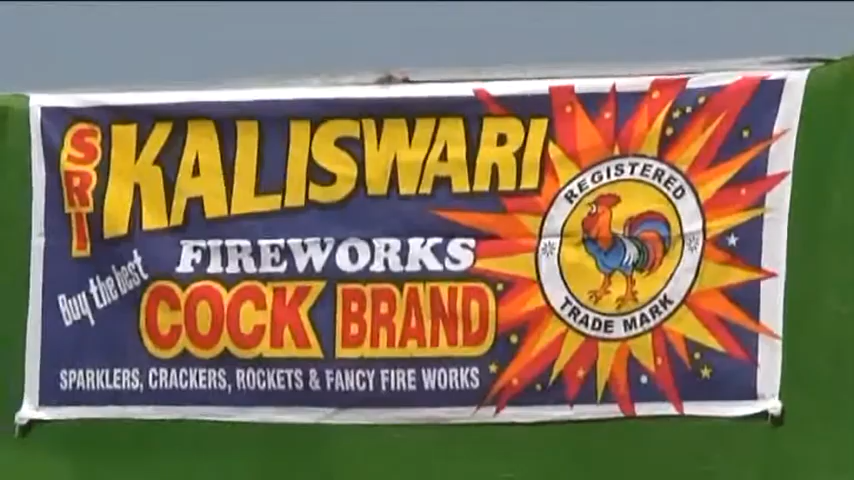 SRI
KALISWARI
FIREWORKS
Buy the best
COCK BRAND
SPARKLERS, CRACKERS, ROCKETS & FANCY FIRE WORKS
REGISTERED
TRADE MARK